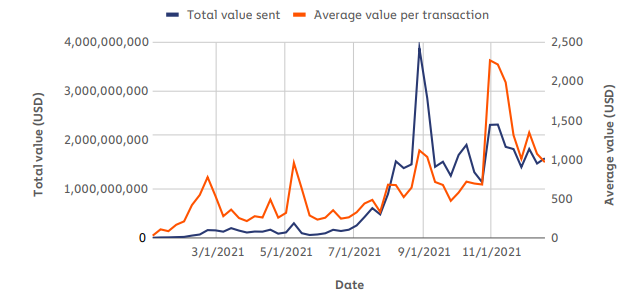 Total value sent Average value per transaction
4,000,000,000
3,000,000,000
2,000,000,000
1,000,000,000
0
Total value (USD)
2,500
2,000
1,500
1,000
500
0
Average value (USD)
3/1/2021 5/1/2021 7/1/2021 9/1/2021 11/1/2021
Date